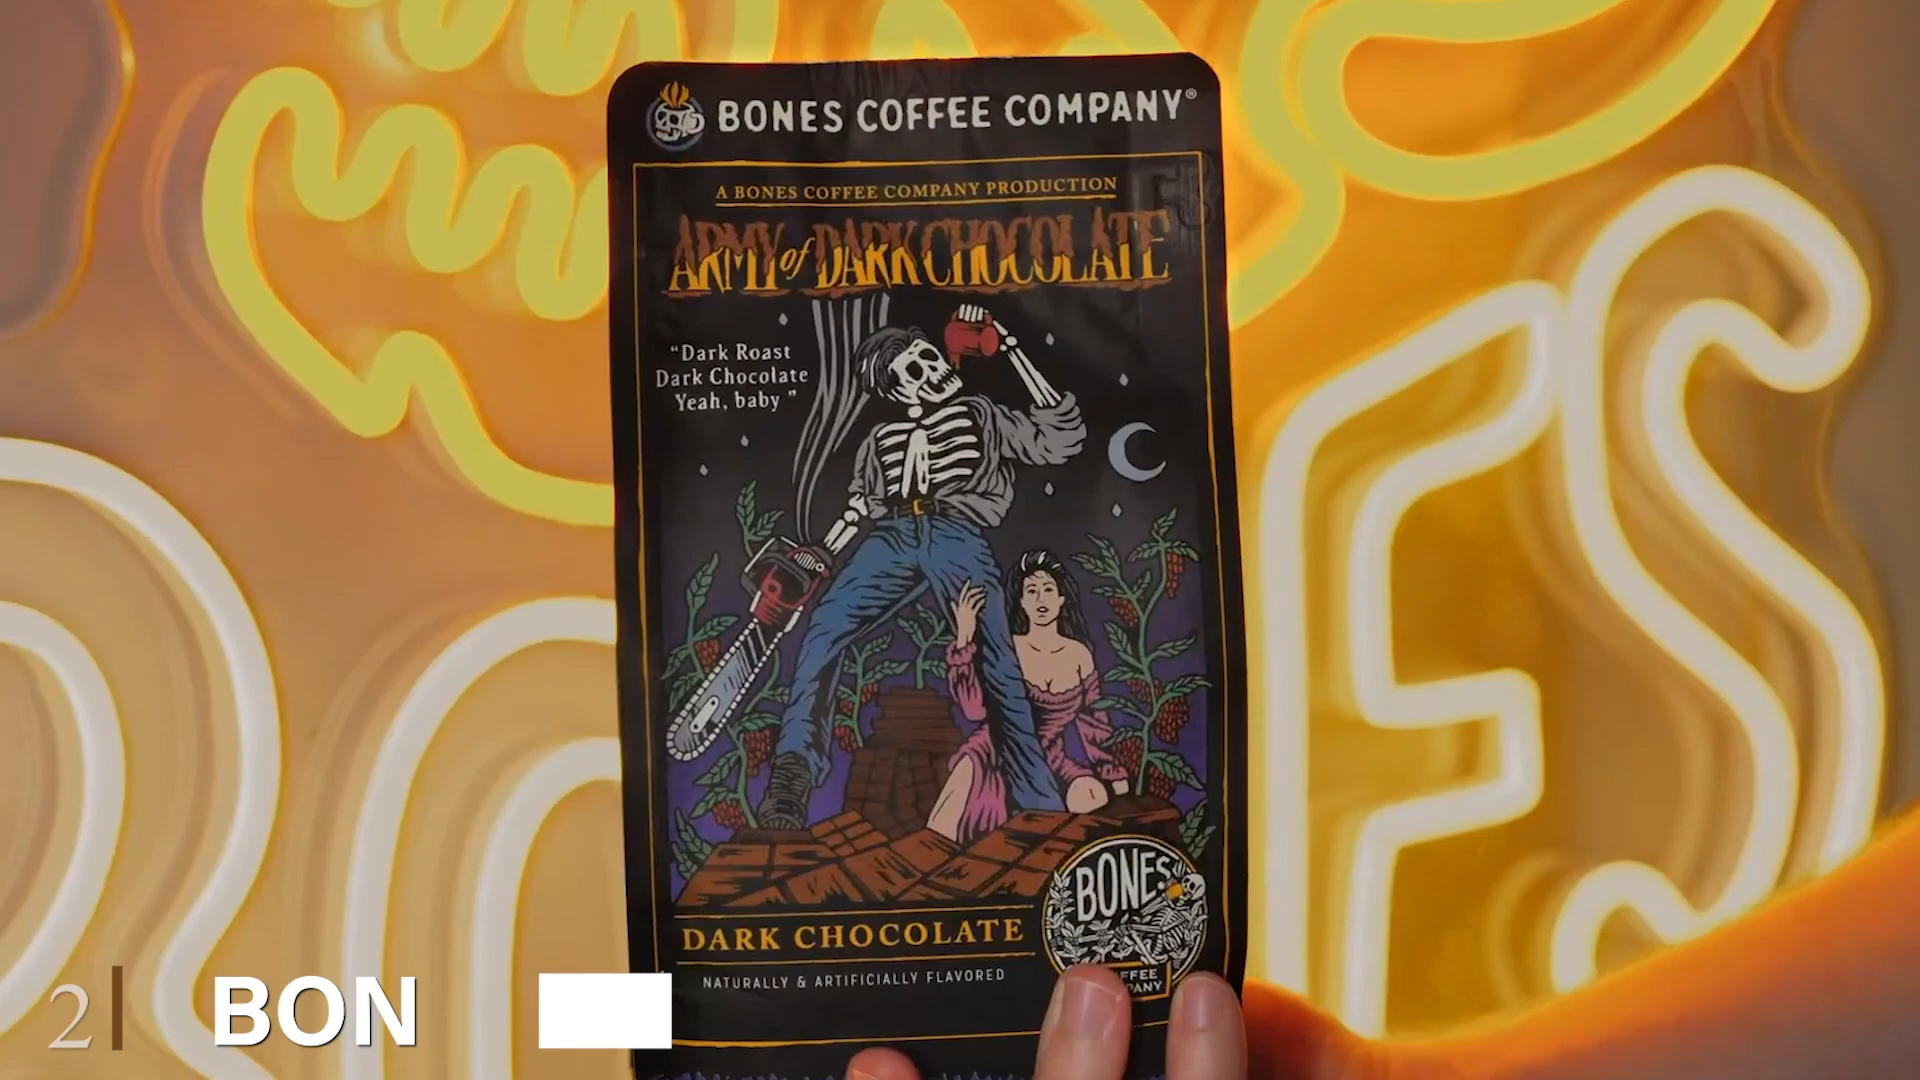 BONES COFFEE COMPANY®
A BONES COFFEE COMPANY PRODUCTION
ARMY of DARK CHOCOLATE
"Dark Roast
Dark Chocolate
Yeah, baby"
BONES
DARK CHOCOLATE
NATURALLY & ARTIFICIALLY FLAVORED
2 | BON